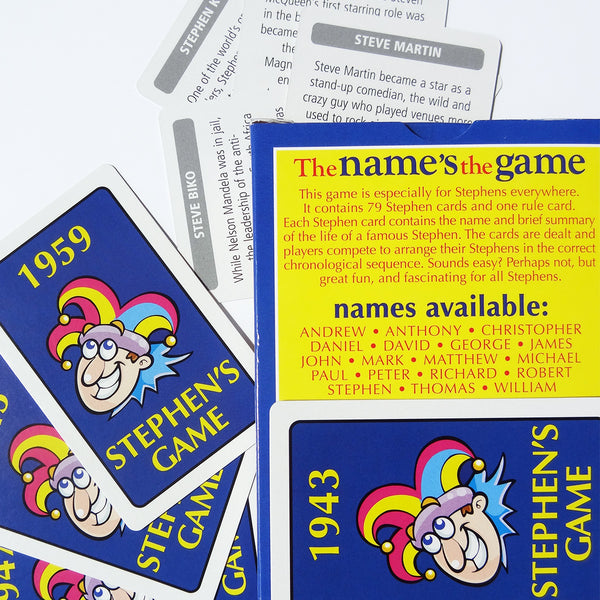 McQueen's first starring role was
in the b
became
the
Magn
en
STEPHEN K
One of the world's
ers, Stephen
STEVE MARTIN
Steve Martin became a star as a
stand-up comedian, the wild and
crazy guy who played venues more
used to rock
STEVE BIKO
While Nelson Mandela was in jail,
the leadership of the anti-
The name's the game
This game is especially for Stephens everywhere.
It contains 79 Stephen cards and one rule card.
Each Stephen card contains the name and brief summary
of the life of a famous Stephen. The cards are dealt and
players compete to arrange their Stephens in the correct
chronological sequence. Sounds easy? Perhaps not, but
great fun, and fascinating for all Stephens.
names available:
ANDREW • ANTHONY • CHRISTOPHER
DANIEL • DAVID • GEORGE • JAMES
JOHN • MARK • MATTHEW • MICHAEL
PAUL • PETER • RICHARD • ROBERT
STEPHEN • THOMAS • WILLIAM
1959
STEPHEN'S
GAME
1943
STEPHEN'S
GAME
STEPHEN'S
GAME
947